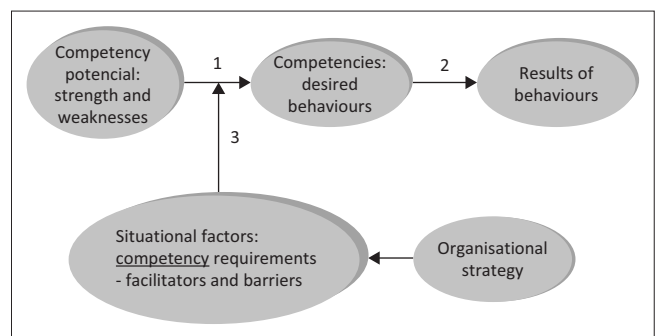 Competency
potencial:
strength and
weaknesses
1
Competencies:
desired
behaviours
2
Results of
behaviours
3
Situational factors:
competency requirements
- facilitators and barriers
Organisational
strategy